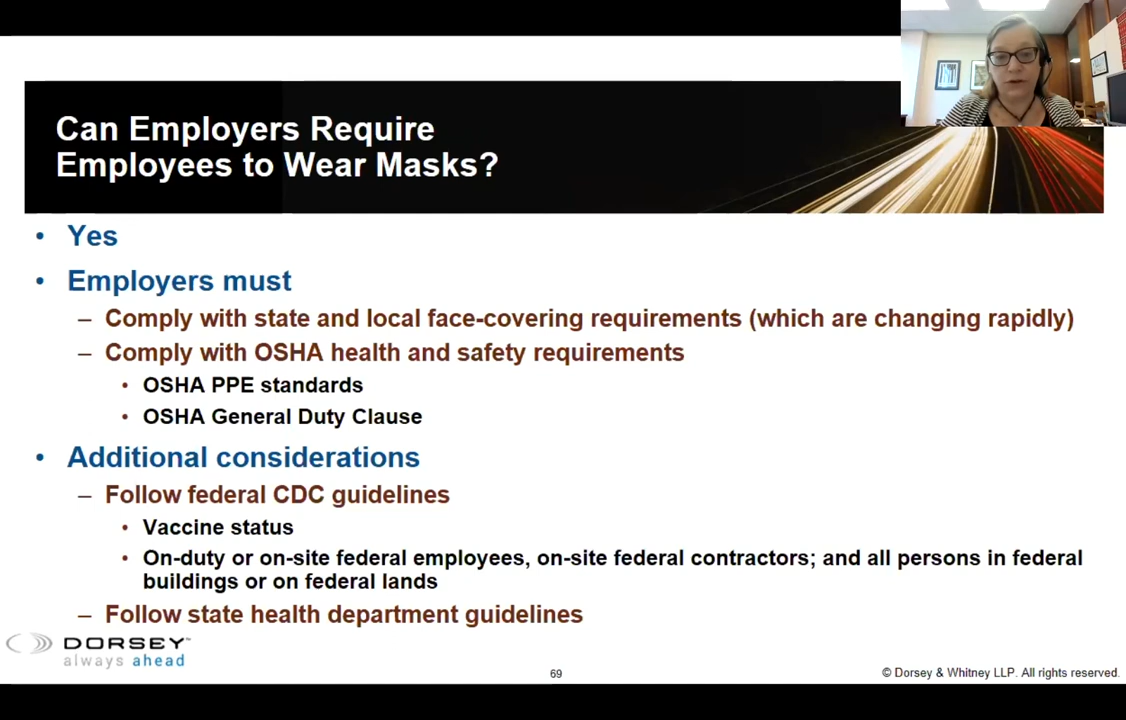 Can Employers Require
Employees to Wear Masks?
• Yes
• Employers must
– Comply with state and local face-covering requirements (which are changing rapidly)
– Comply with OSHA health and safety requirements
• OSHA PPE standards
• OSHA General Duty Clause
• Additional considerations
– Follow federal CDC guidelines
• Vaccine status
• On-duty or on-site federal employees, on-site federal contractors; and all persons in federal
buildings or on federal lands
– Follow state health department guidelines
DORSEY™
always ahead
69
© Dorsey & Whitney LLP. All rights reserved.